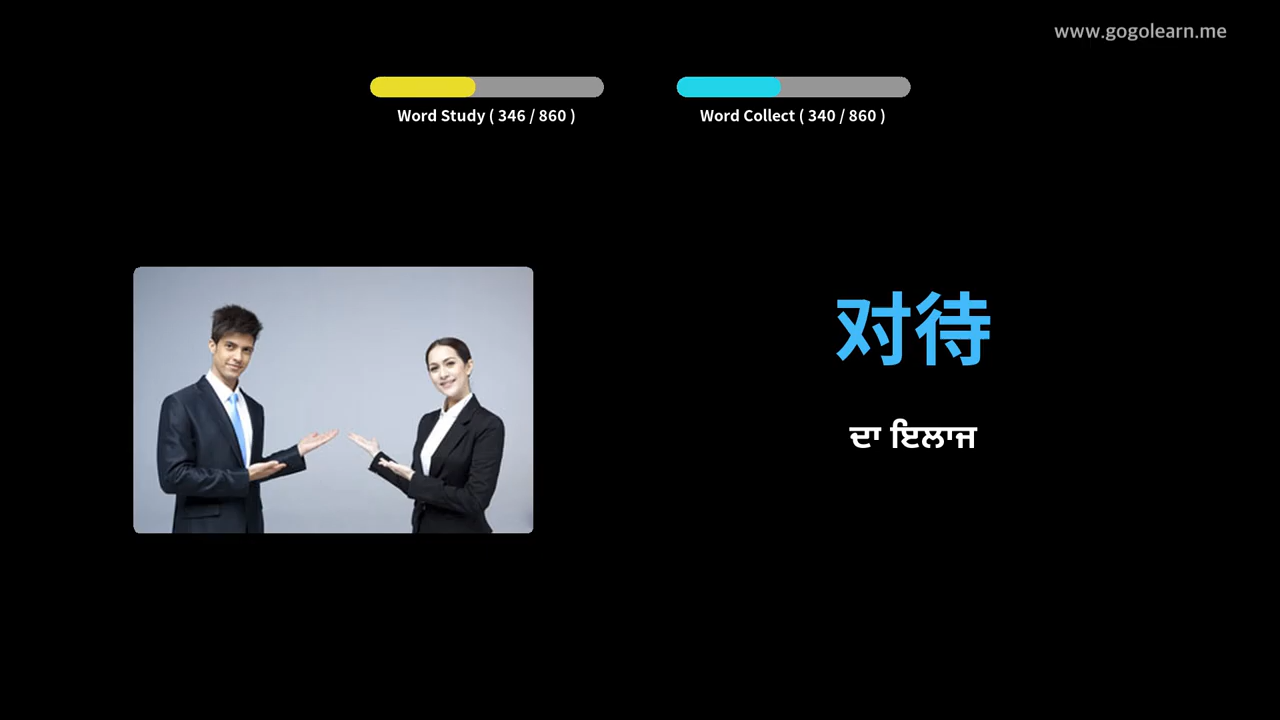 www.gogolearn.me
Word Study ( 346 / 860 )
Word Collect ( 340 / 860 )
对待
ਦਾ ਇਲਾਜ